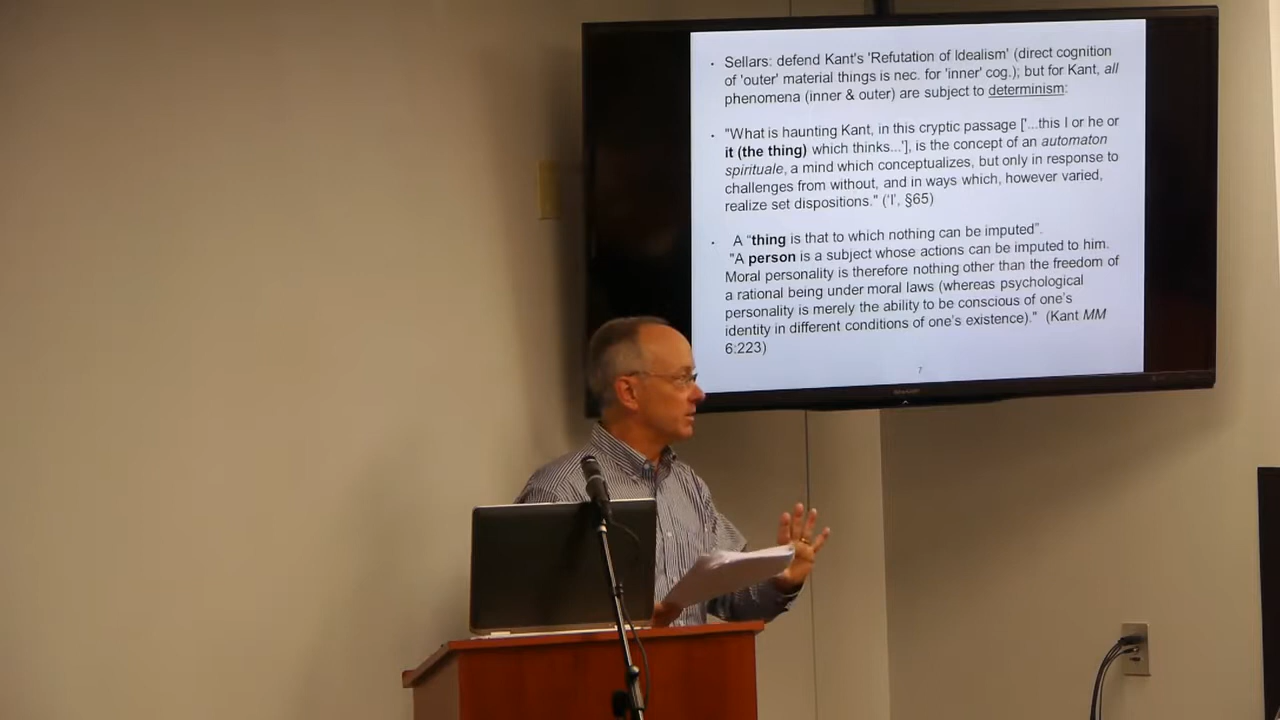 • Sellars: defend Kant's 'Refutation of Idealism' (direct cognition
of 'outer' material things is nec. for 'inner' cog.); but for Kant, all
phenomena (inner & outer) are subject to determinism:
• "What is haunting Kant, in this cryptic passage ['...this I or he or
it (the thing) which thinks...'], is the concept of an automaton
spirituale, a mind which conceptualizes, but only in response to
challenges from without, and in ways which, however varied,
realize set dispositions." ('I', §65)
• A "thing is that to which nothing can be imputed".
"A person is a subject whose actions can be imputed to him.
Moral personality is therefore nothing other than the freedom of
a rational being under moral laws (whereas psychological
personality is merely the ability to be conscious of one's
identity in different conditions of one's existence)." (Kant MM
6:223)
7
SHARP